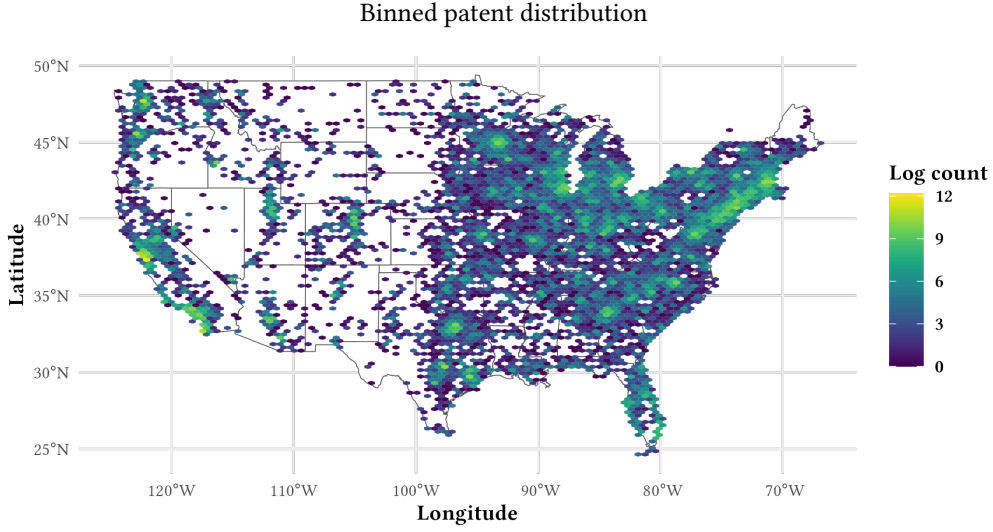 Binned patent distribution
50°N
45°N
40°N
35°N
30°N
25°N
Latitude
120°W
110°W
100°W
90°W
80°W
70°W
Longitude
Log count
12
9
6
3
0